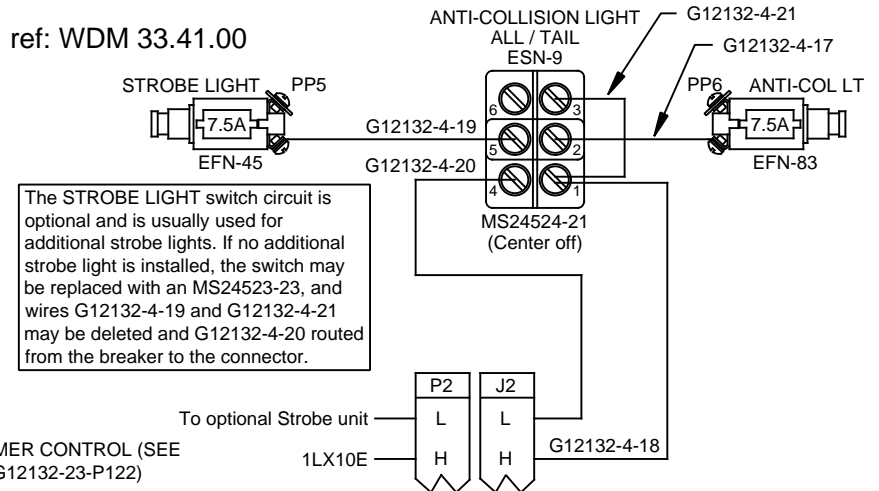 ref: WDM 33.41.00
ANTI-COLLISION LIGHT
ALL / TAIL
ESN-9
G12132-4-21
G12132-4-17
STROBE LIGHT
PP5
7.5A
EFN-45
G12132-4-19
G12132-4-20
6
3
5
2
4
1
MS24524-21
(Center off)
PP6
ANTI-COL LT
7.5A
EFN-83
The STROBE LIGHT switch circuit is
optional and is usually used for
additional strobe lights. If no additional
strobe light is installed, the switch may
be replaced with an MS24523-23, and
wires G12132-4-19 and G12132-4-21
may be deleted and G12132-4-20 routed
from the breaker to the connector.
P2
J2
To optional Strobe unit
L
L
MER CONTROL (SEE
G12132-23-P122)
1LX10E
H
H
G12132-4-18